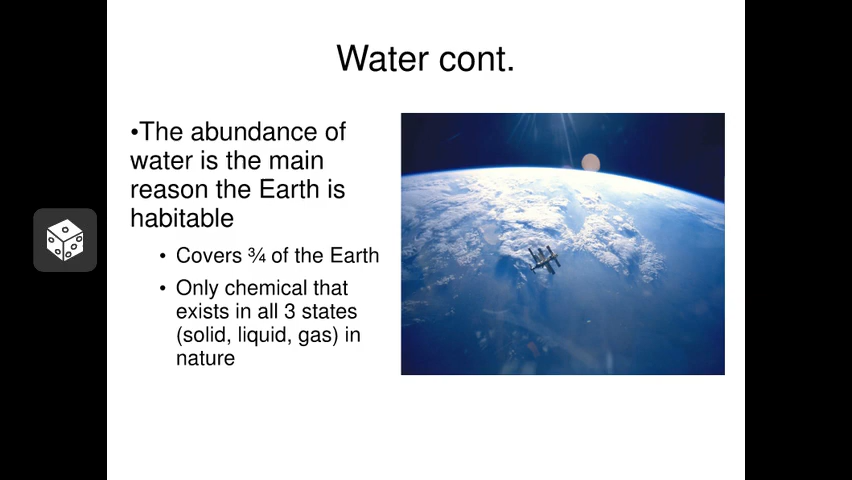 Water cont.
•The abundance of
water is the main
reason the Earth is
habitable
• Covers ¾ of the Earth
• Only chemical that
exists in all 3 states
(solid, liquid, gas) in
nature